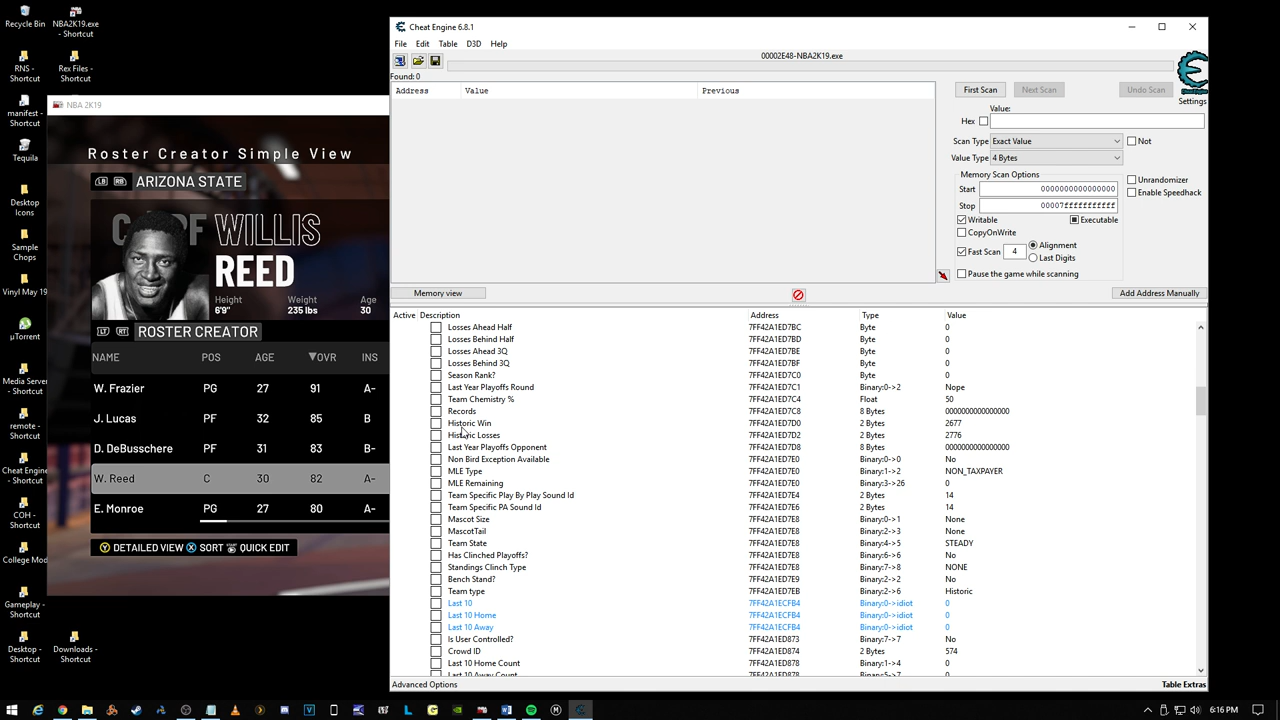 Recycle Bin
NBA2K19.exe
- Shortcut
RNS -
Shortcut
Rex Files -
Shortcut
manifest -
Shortcut
Tequila
Desktop
Icons
Sample
Chops
Vinyl May 19
µTorrent
Media Server
- Shortcut
remote -
Shortcut
Cheat Engine
- Shortcut
COH -
Shortcut
College Mod
Gameplay -
Shortcut
Desktop -
Shortcut
Downloads -
Shortcut
NBA 2K19
Roster Creator Simple View
LB RB ARIZONA STATE
WILLIS
REED
Height
6'9"
Weight
235 lbs
Age
30
LT RT ROSTER CREATOR
NAME POS AGE ▼OVR INS
W. Frazier PG 27 91 A-
J. Lucas PF 32 85 B
D. DeBusschere PF 31 83 B-
W. Reed C 30 82 A-
E. Monroe PG 27 80 A-
Y DETAILED VIEW X SORT QUICK EDIT
Cheat Engine 6.8.1
File Edit Table D3D Help
00002E48-NBA2K19.exe
Found: 0
Address Value Previous
First Scan Next Scan Undo Scan
Settings
Value:
Hex
Scan Type Exact Value Not
Value Type 4 Bytes
Memory Scan Options
Start 0000000000000000
Stop 00007fffffffffff
Writable Executable
CopyOnWrite
Fast Scan 4 Alignment
Last Digits
Pause the game while scanning
Unrandomizer
Enable Speedhack
Memory view
Add Address Manually
Active Description Address Type Value
Losses Ahead Half 7FF42A1ED7BC Byte 0
Losses Behind Half 7FF42A1ED7BD Byte 0
Losses Ahead 3Q 7FF42A1ED7BE Byte 0
Losses Behind 3Q 7FF42A1ED7BF Byte 0
Season Rank? 7FF42A1ED7C0 Byte 0
Last Year Playoffs Round 7FF42A1ED7C1 Binary:0->2 Nope
Team Chemistry % 7FF42A1ED7C4 Float 50
Records 7FF42A1ED7C8 8 Bytes 0000000000000000
Historic Win 7FF42A1ED7D0 2 Bytes 2677
Historic Losses 7FF42A1ED7D2 2 Bytes 2776
Last Year Playoffs Opponent 7FF42A1ED7D8 8 Bytes 0000000000000000
Non Bird Exception Available 7FF42A1ED7E0 Binary:0->0 No
MLE Type 7FF42A1ED7E0 Binary:1->2 NON_TAXPAYER
MLE Remaining 7FF42A1ED7E0 Binary:3->26 0
Team Specific Play By Play Sound Id 7FF42A1ED7E4 2 Bytes 14
Team Specific PA Sound Id 7FF42A1ED7E6 2 Bytes 14
Mascot Size 7FF42A1ED7E8 Binary:0->1 None
MascotTail 7FF42A1ED7E8 Binary:2->3 None
Team State 7FF42A1ED7E8 Binary:4->5 STEADY
Has Clinched Playoffs? 7FF42A1ED7E8 Binary:6->6 No
Standings Clinch Type 7FF42A1ED7E8 Binary:7->8 NONE
Bench Stand? 7FF42A1ED7E9 Binary:2->2 No
Team type 7FF42A1ED7EB Binary:2->6 Historic
Last 10 7FF42A1ECFB4 Binary:0->idiot 0
Last 10 Home 7FF42A1ECFB4 Binary:0->idiot 0
Last 10 Away 7FF42A1ECFB4 Binary:0->idiot 0
Is User Controlled? 7FF42A1ED873 Binary:7->7 No
Crowd ID 7FF42A1ED874 2 Bytes 574
Last 10 Home Count 7FF42A1ED878 Binary:1->4 0
Last 10 Away Count 7FF42A1ED878 Binary:5->7 0
Advanced Options
Table Extras
6:16 PM